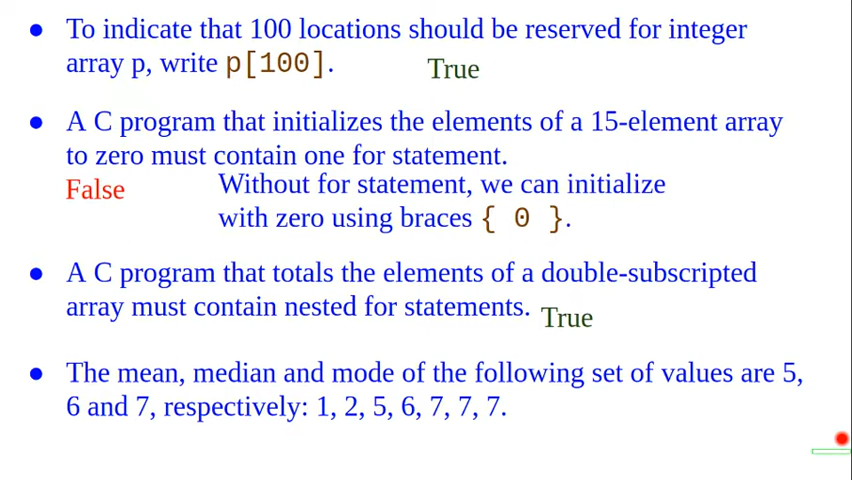 ● To indicate that 100 locations should be reserved for integer
array p, write p[100].
True
● A C program that initializes the elements of a 15-element array
to zero must contain one for statement.
False
Without for statement, we can initialize
with zero using braces { 0 }.
● A C program that totals the elements of a double-subscripted
array must contain nested for statements.
True
● The mean, median and mode of the following set of values are 5,
6 and 7, respectively: 1, 2, 5, 6, 7, 7, 7.